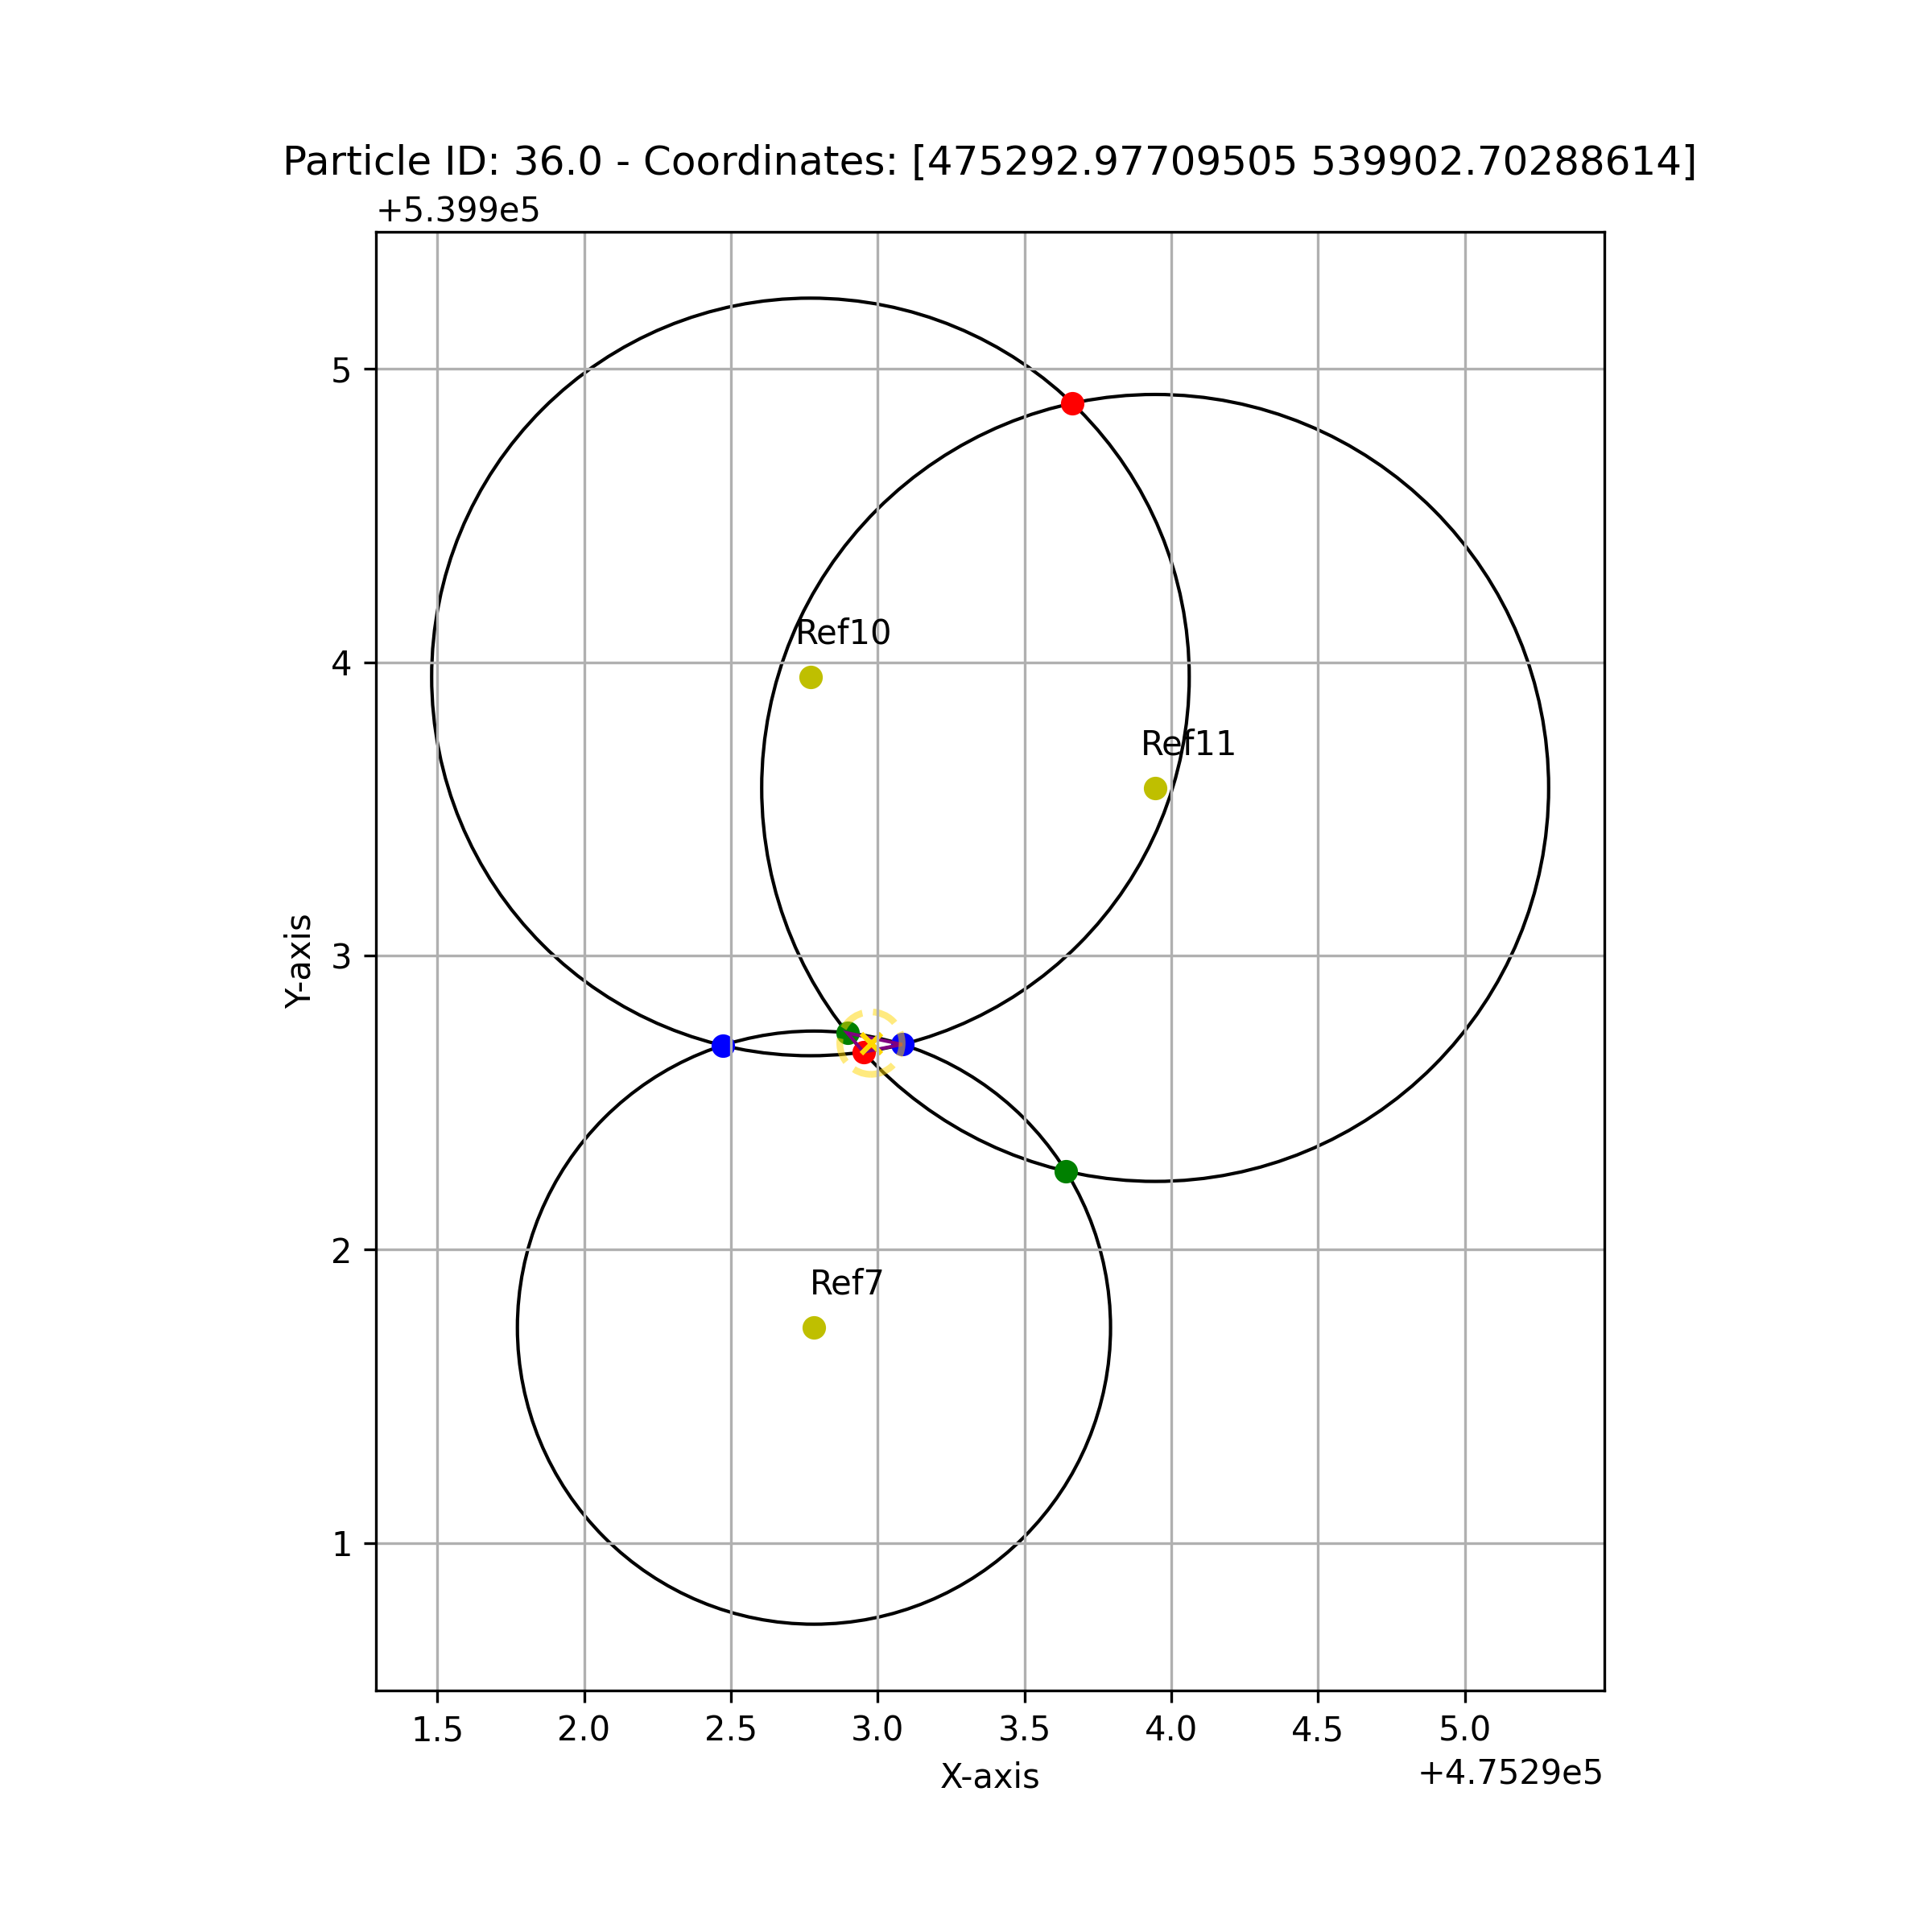 Particle ID: 36.0 - Coordinates: [475292.97709505 539902.70288614]
+5.399e5
5
4
3
2
1
Y-axis
Ref10
Ref11
Ref7
1.5 2.0 2.5 3.0 3.5 4.0 4.5 5.0
X-axis
+4.7529e5